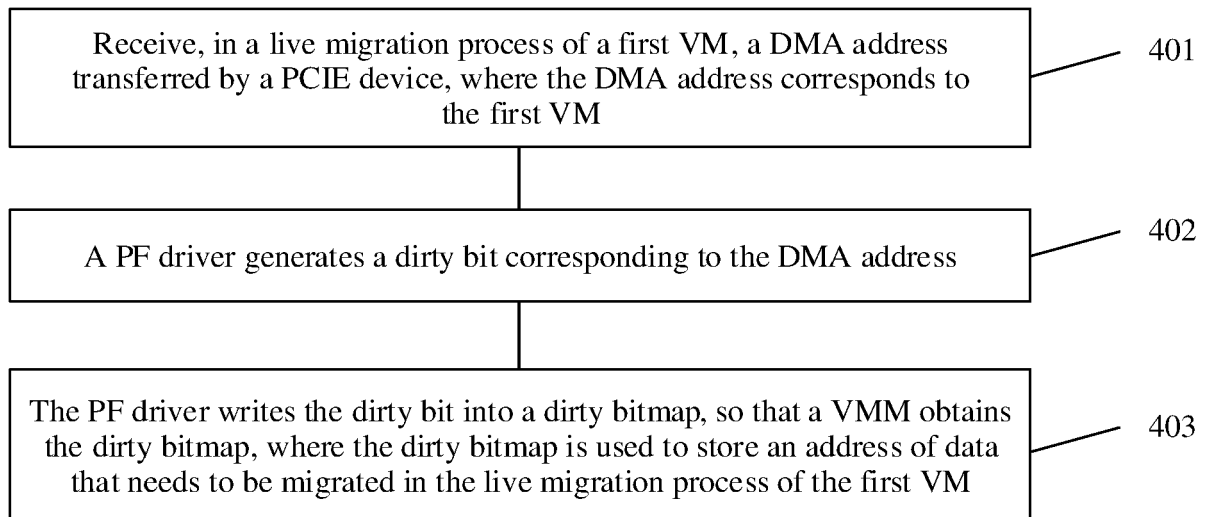 Receive, in a live migration process of a first VM, a DMA address
transferred by a PCIE device, where the DMA address corresponds to
the first VM
401
A PF driver generates a dirty bit corresponding to the DMA address
402
The PF driver writes the dirty bit into a dirty bitmap, so that a VMM obtains
the dirty bitmap, where the dirty bitmap is used to store an address of data
that needs to be migrated in the live migration process of the first VM
403